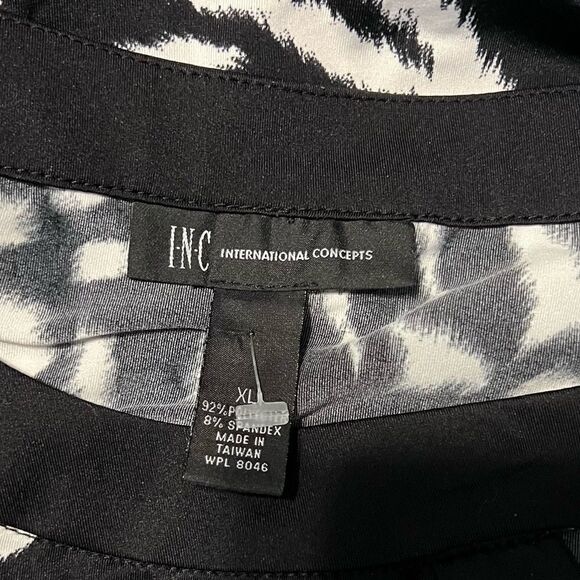 I·N·C INTERNATIONAL CONCEPTS
XL
92%
8% SPANDEX
MADE IN
TAIWAN
WPL 8046